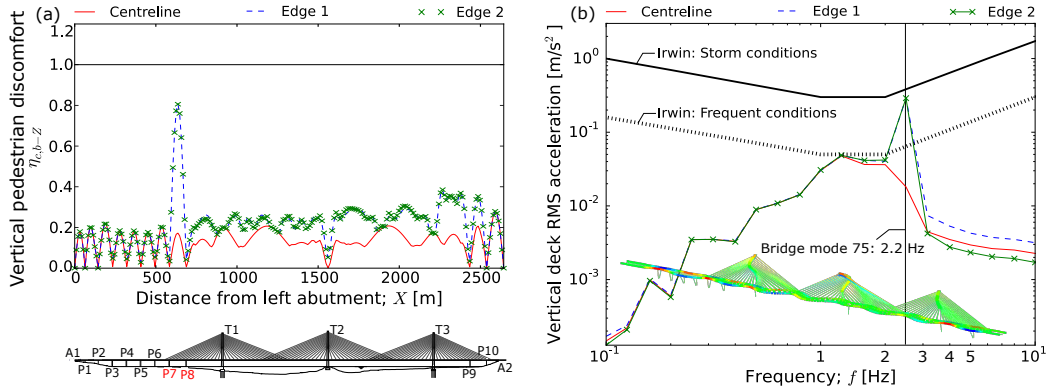 (a)
Centreline Edge 1 Edge 2
Vertical pedestrian discomfort
η_{c,b−Z}
1.2
1.0
0.8
0.6
0.4
0.2
0.0
0 500 1000 1500 2000 2500
Distance from left abutment; X [m]
T1 T2 T3
A1 P2 P4 P6 P10
P1 P3 P5 P7 P8 P9 A2
(b)
Centreline Edge 1 Edge 2
Vertical deck RMS acceleration [m/s²]
10⁰
10⁻¹
10⁻²
10⁻³
Irwin: Storm conditions
Irwin: Frequent conditions
Bridge mode 75: 2.2 Hz
10⁻¹ 10⁰ 2 3 4 5 10¹
Frequency; f [Hz]